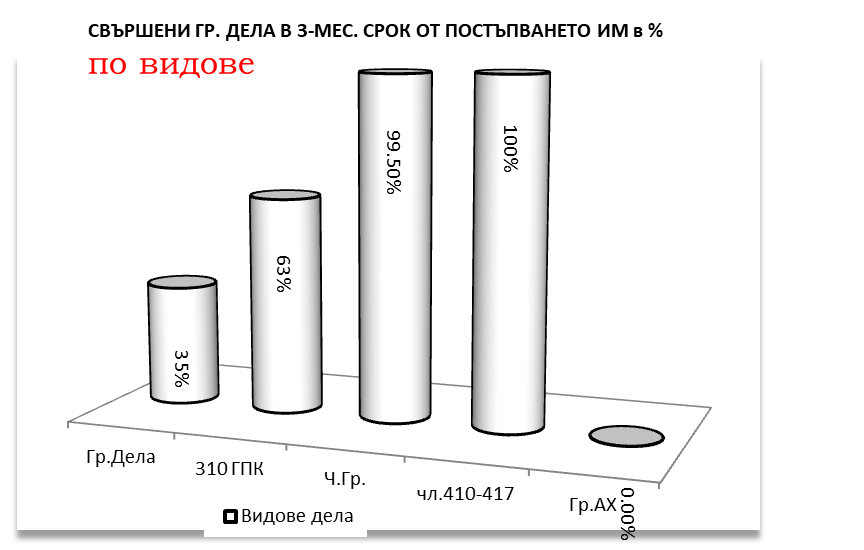 СВЪРШЕНИ ГР. ДЕЛА В 3-МЕС. СРОК ОТ ПОСТЪПВАНЕТО ИМ в %
по видове
35%
63%
99.50%
100%
0.00%
Гр.Дела
310 ГПК
Ч.Гр.
чл.410-417
Гр.АХ
Видове дела